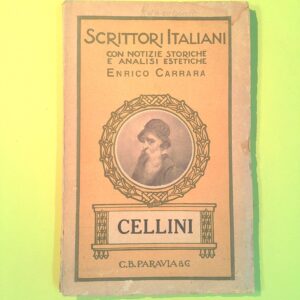 SCRITTORI ITALIANI
CON NOTIZIE STORICHE
E ANALISI ESTETICHE
ENRICO CARRARA
CELLINI
G.B. PARAVIA & C.